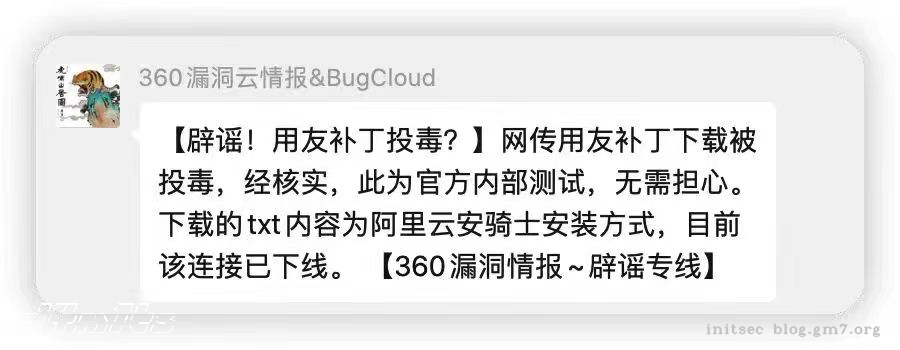 360漏洞云情报&BugCloud
【辟谣！用友补丁投毒？】网传用友补丁下载被
投毒，经核实，此为官方内部测试，无需担心。
下载的txt内容为阿里云安骑士安装方式，目前
该连接已下线。 【360漏洞情报~辟谣专线】
initsec blog.gm7.org